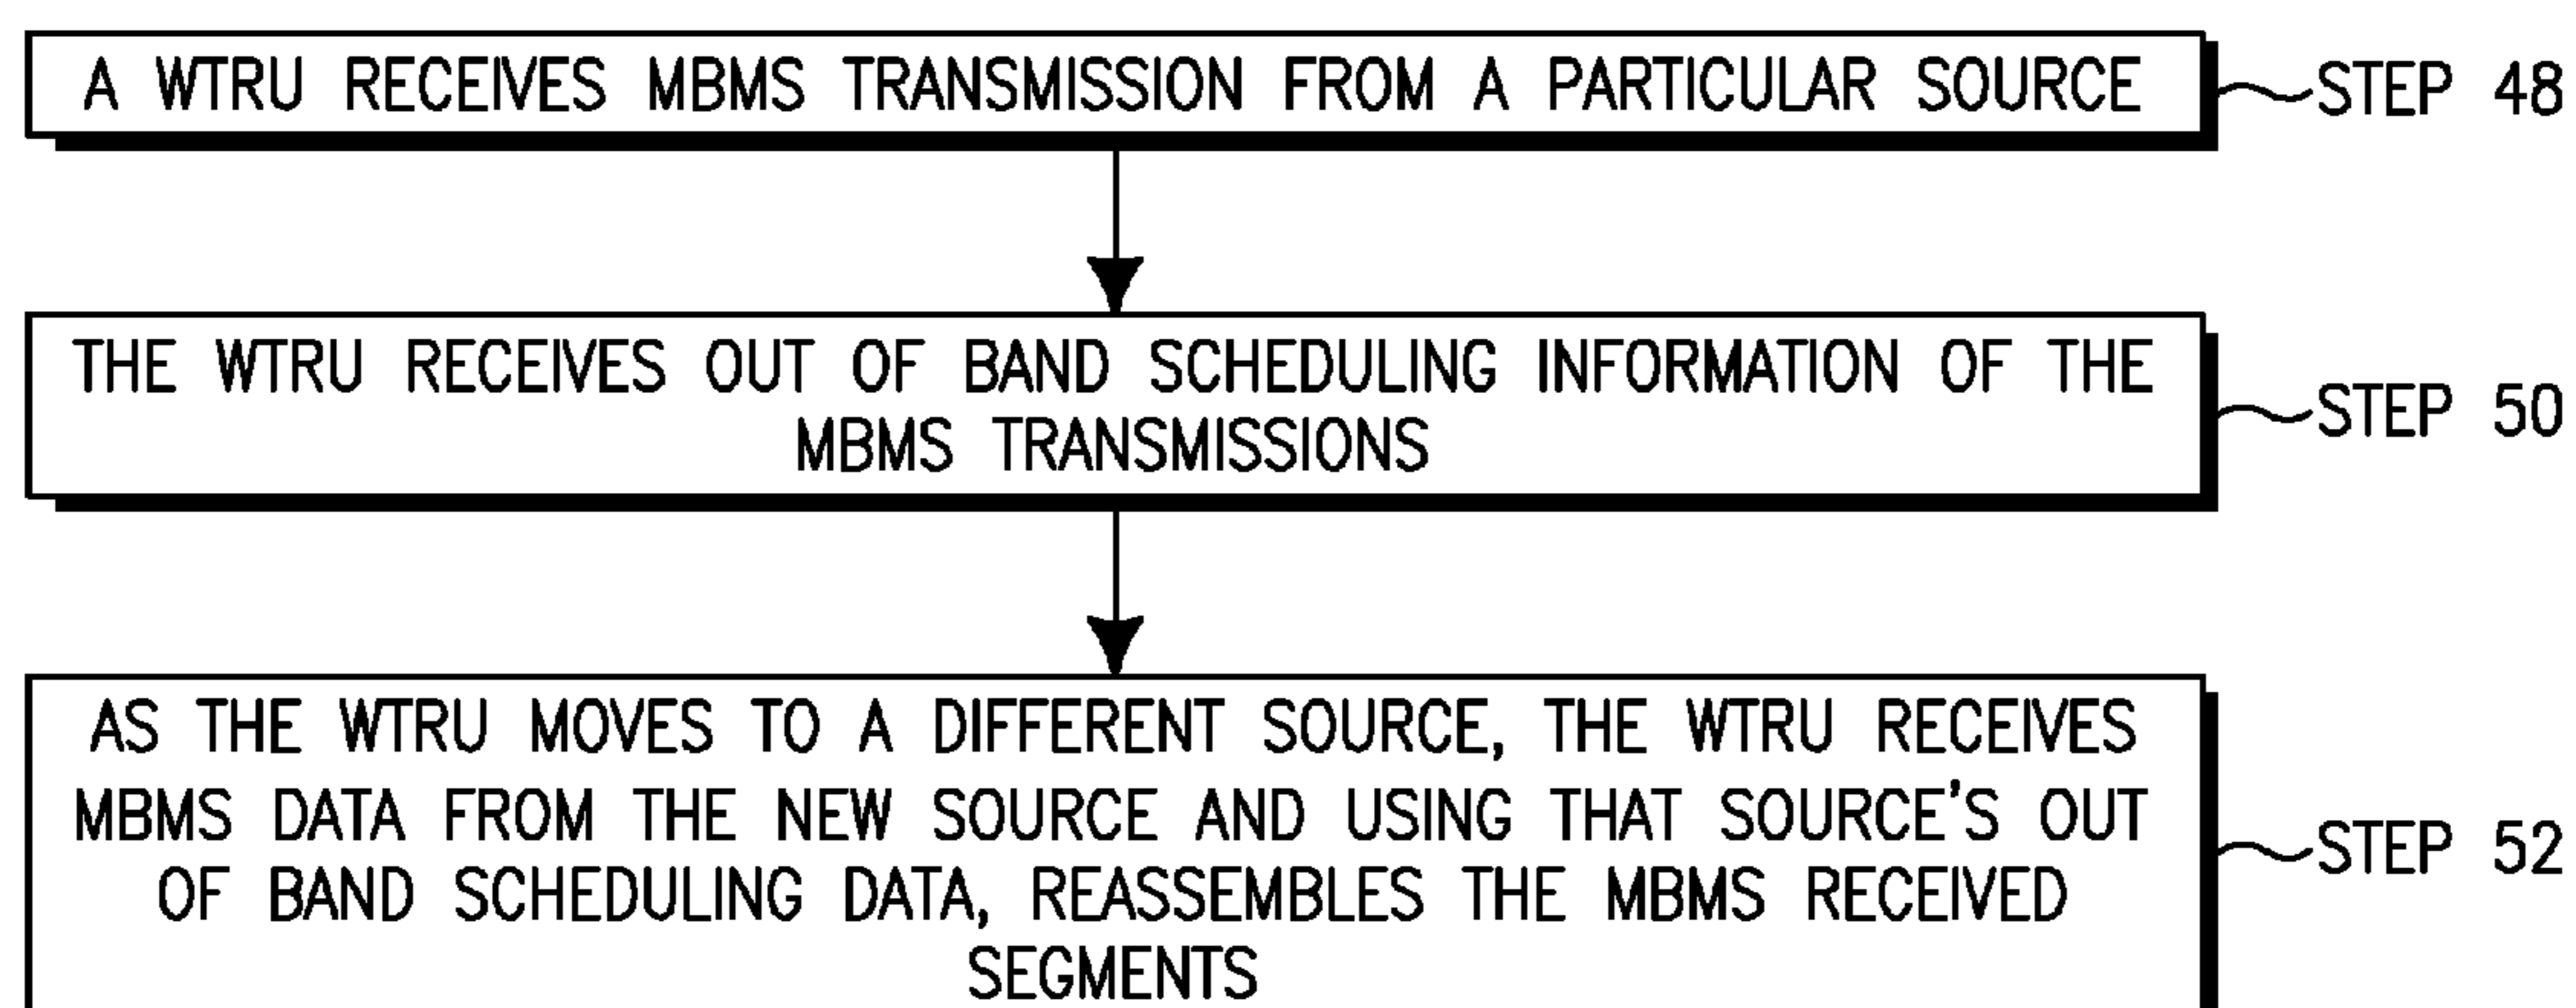 A WTRU RECEIVES MBMS TRANSMISSION FROM A PARTICULAR SOURCE
STEP 48
THE WTRU RECEIVES OUT OF BAND SCHEDULING INFORMATION OF THE
MBMS TRANSMISSIONS
STEP 50
AS THE WTRU MOVES TO A DIFFERENT SOURCE, THE WTRU RECEIVES
MBMS DATA FROM THE NEW SOURCE AND USING THAT SOURCE'S OUT
OF BAND SCHEDULING DATA, REASSEMBLES THE MBMS RECEIVED
SEGMENTS
STEP 52